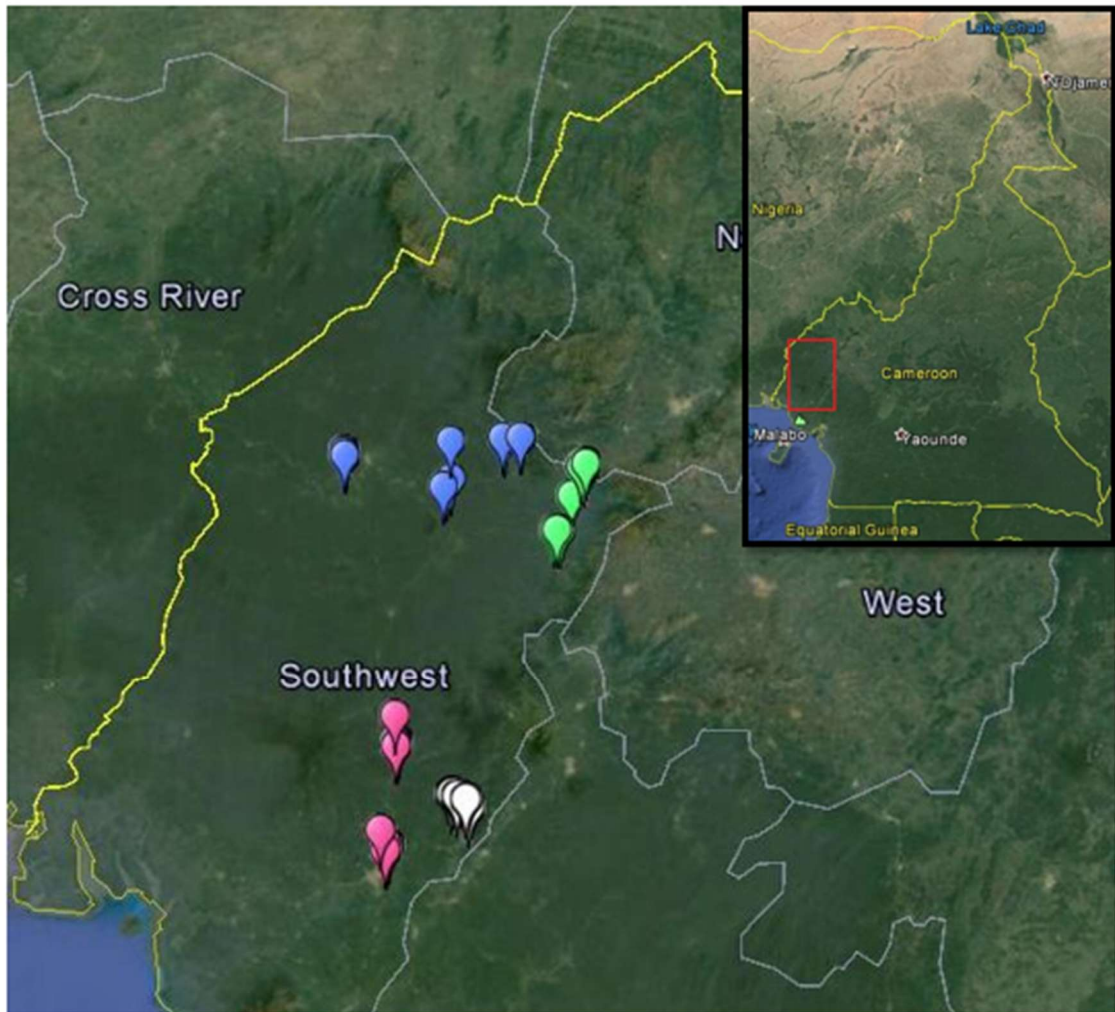 Lake Chad
Nigeria
Cross River
Cameroon
Malabo
Yaounde
Equatorial Guinea
West
Southwest